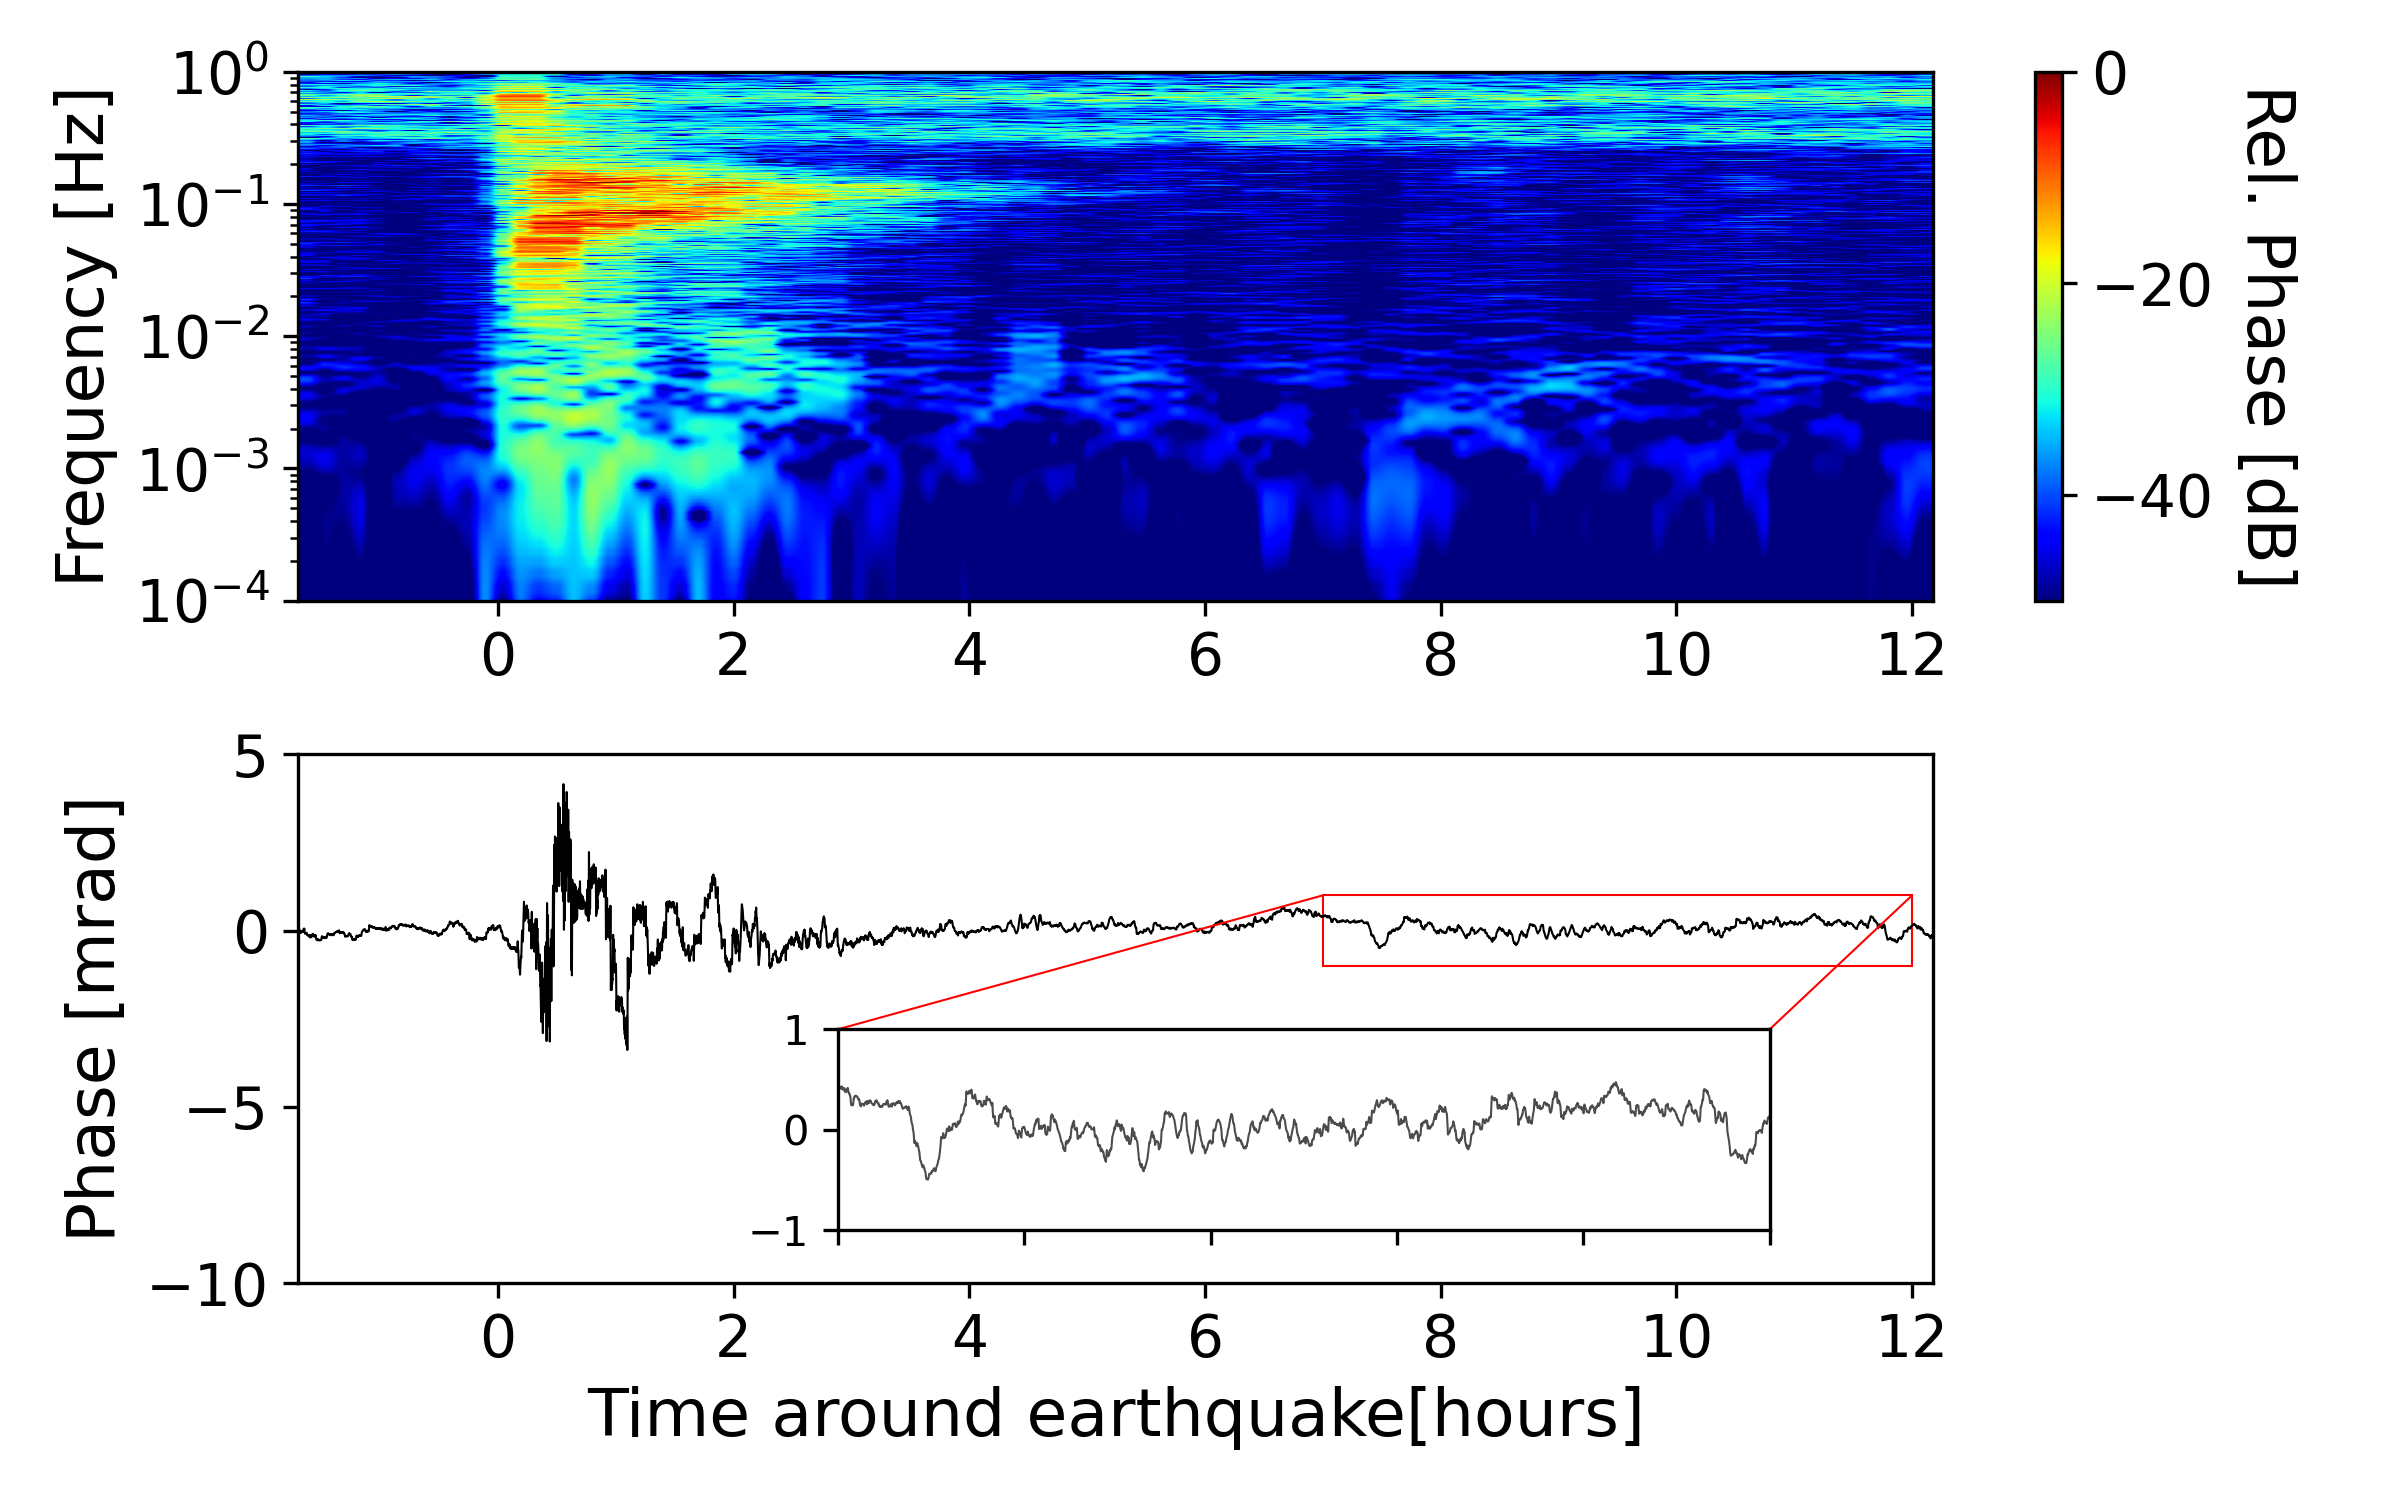 10⁰
10⁻¹
10⁻²
10⁻³
10⁻⁴
Frequency [Hz]
0 2 4 6 8 10 12
0
−20
−40
Rel. Phase [dB]
5
0
−5
−10
Phase [mrad]
1
0
−1
0 2 4 6 8 10 12
Time around earthquake[hours]